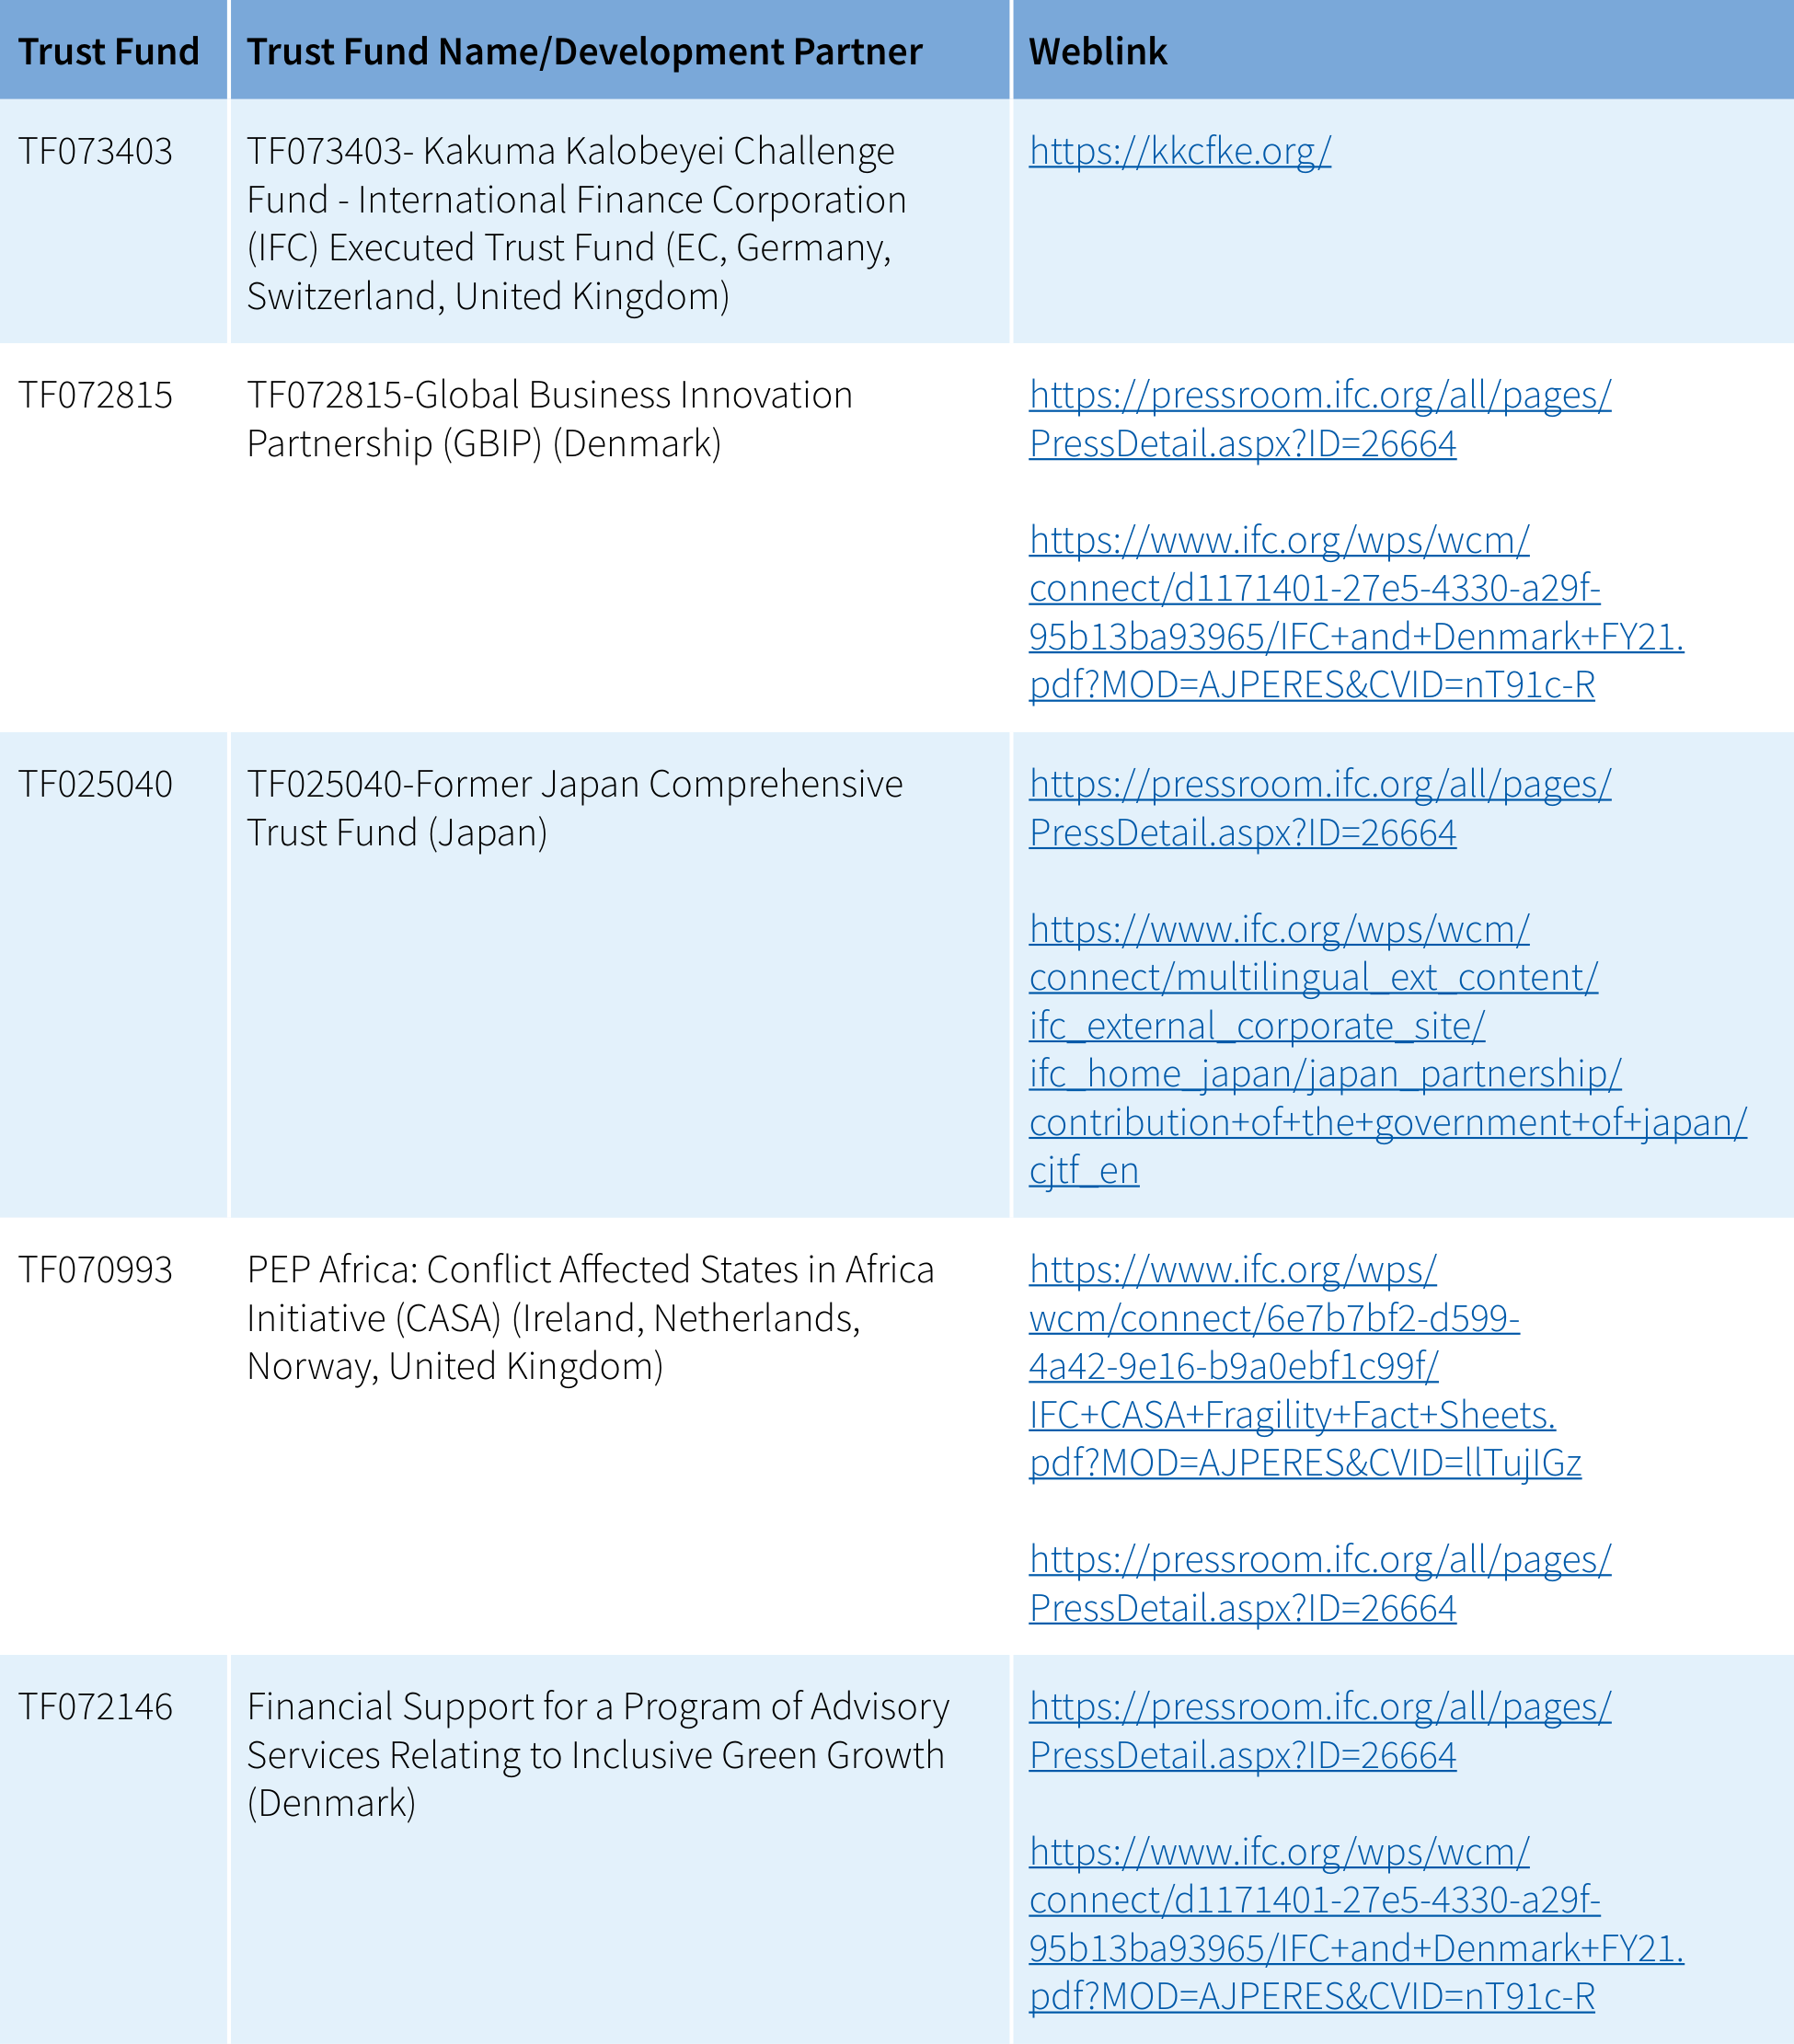 Trust Fund
Trust Fund Name/Development Partner
Weblink
TF073403
TF073403- Kakuma Kalobeyei Challenge
Fund - International Finance Corporation
(IFC) Executed Trust Fund (EC, Germany,
Switzerland, United Kingdom)
https://kkcfke.org/
TF072815
TF072815-Global Business Innovation
Partnership (GBIP) (Denmark)
https://pressroom.ifc.org/all/pages/
PressDetail.aspx?ID=26664
https://www.ifc.org/wps/wcm/
connect/d1171401-27e5-4330-a29f-
95b13ba93965/IFC+and+Denmark+FY21.
pdf?MOD=AJPERES&CVID=nT91c-R
TF025040
TF025040-Former Japan Comprehensive
Trust Fund (Japan)
https://pressroom.ifc.org/all/pages/
PressDetail.aspx?ID=26664
https://www.ifc.org/wps/wcm/
connect/multilingual_ext_content/
ifc_external_corporate_site/
ifc_home_japan/japan_partnership/
contribution+of+the+government+of+japan/
cjtf_en
TF070993
PEP Africa: Conflict Affected States in Africa
Initiative (CASA) (Ireland, Netherlands,
Norway, United Kingdom)
https://www.ifc.org/wps/
wcm/connect/6e7b7bf2-d599-
4a42-9e16-b9a0ebf1c99f/
IFC+CASA+Fragility+Fact+Sheets.
pdf?MOD=AJPERES&CVID=llTujIGz
https://pressroom.ifc.org/all/pages/
PressDetail.aspx?ID=26664
TF072146
Financial Support for a Program of Advisory
Services Relating to Inclusive Green Growth
(Denmark)
https://pressroom.ifc.org/all/pages/
PressDetail.aspx?ID=26664
https://www.ifc.org/wps/wcm/
connect/d1171401-27e5-4330-a29f-
95b13ba93965/IFC+and+Denmark+FY21.
pdf?MOD=AJPERES&CVID=nT91c-R